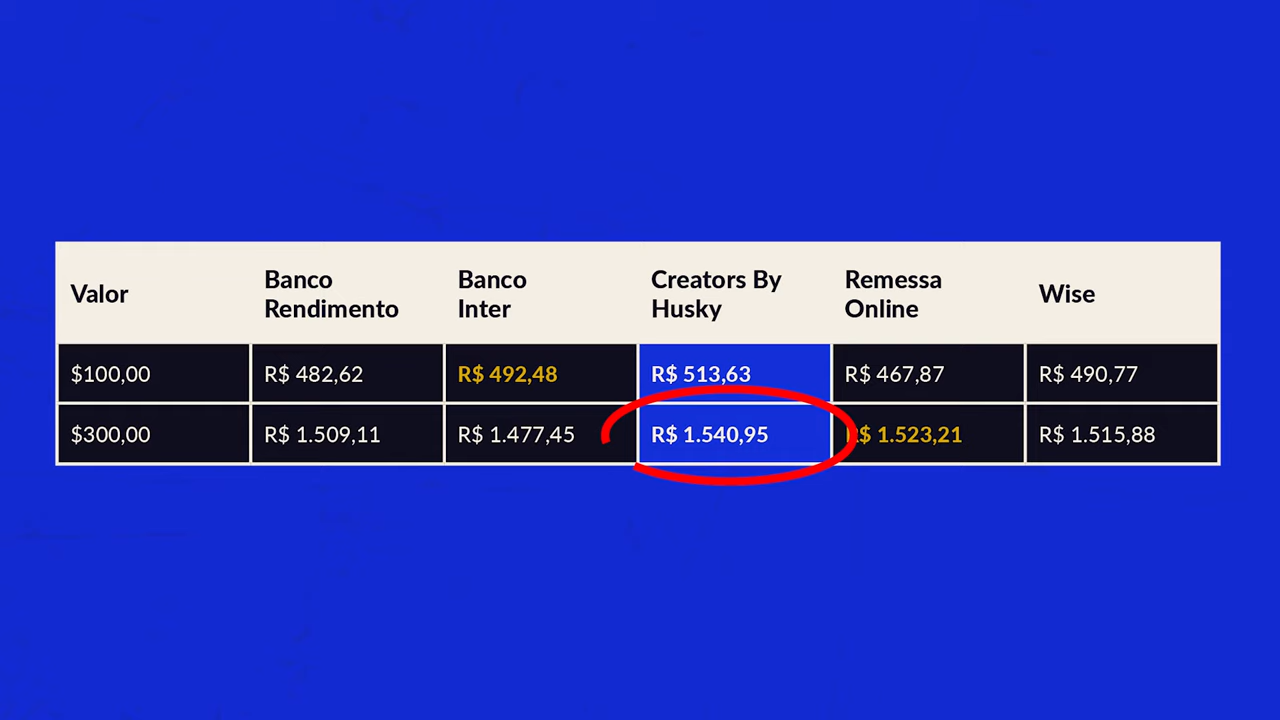 Valor
Banco
Rendimento
Banco
Inter
Creators By
Husky
Remessa
Online
Wise
$100,00
R$ 482,62
R$ 492,48
R$ 513,63
R$ 467,87
R$ 490,77
$300,00
R$ 1.509,11
R$ 1.477,45
R$ 1.540,95
R$ 1.523,21
R$ 1.515,88